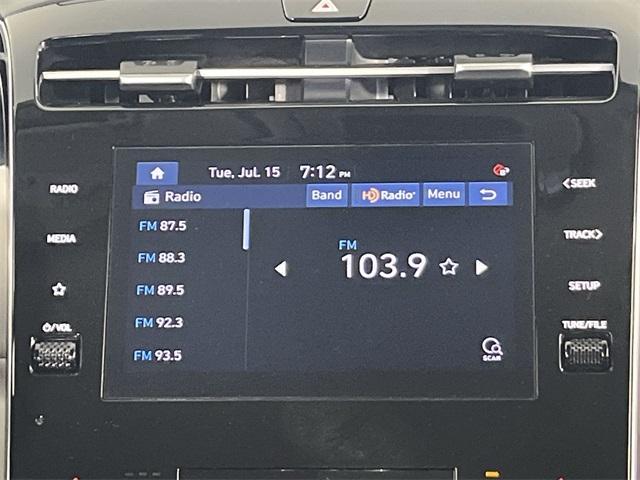 Tue, Jul. 15 7:12 PM
Radio Band HD Radio Menu
FM 87.5
FM 88.3
FM 89.5
FM 92.3
FM 93.5
FM
103.9
SCAN
RADIO
MEDIA
/VOL
<SEEK
TRACK>
SETUP
TUNE/FILE